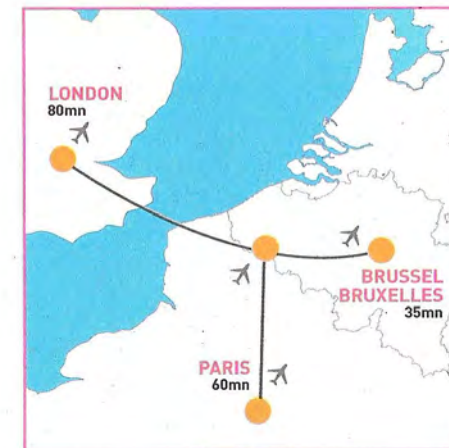 LONDON
80mn
BRUSSEL
BRUXELLES
35mn
PARIS
60mn